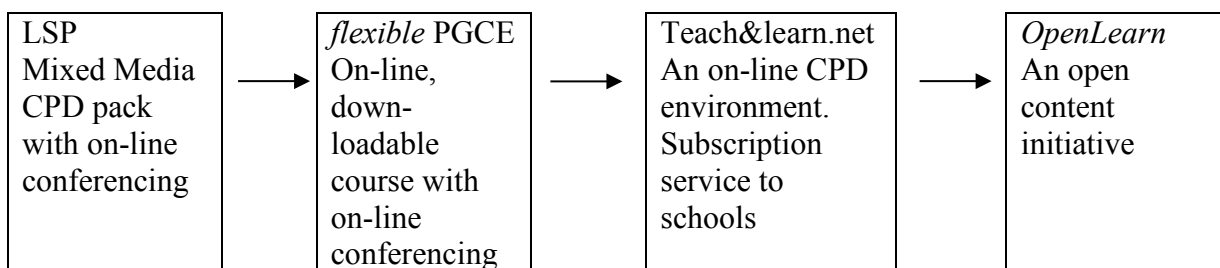 LSP
Mixed Media
CPD pack
with on-line
conferencing
flexible PGCE
On-line,
down-
loadable
course with
on-line
conferencing
Teach&learn.net
An on-line CPD
environment.
Subscription
service to
schools
OpenLearn
An open
content
initiative